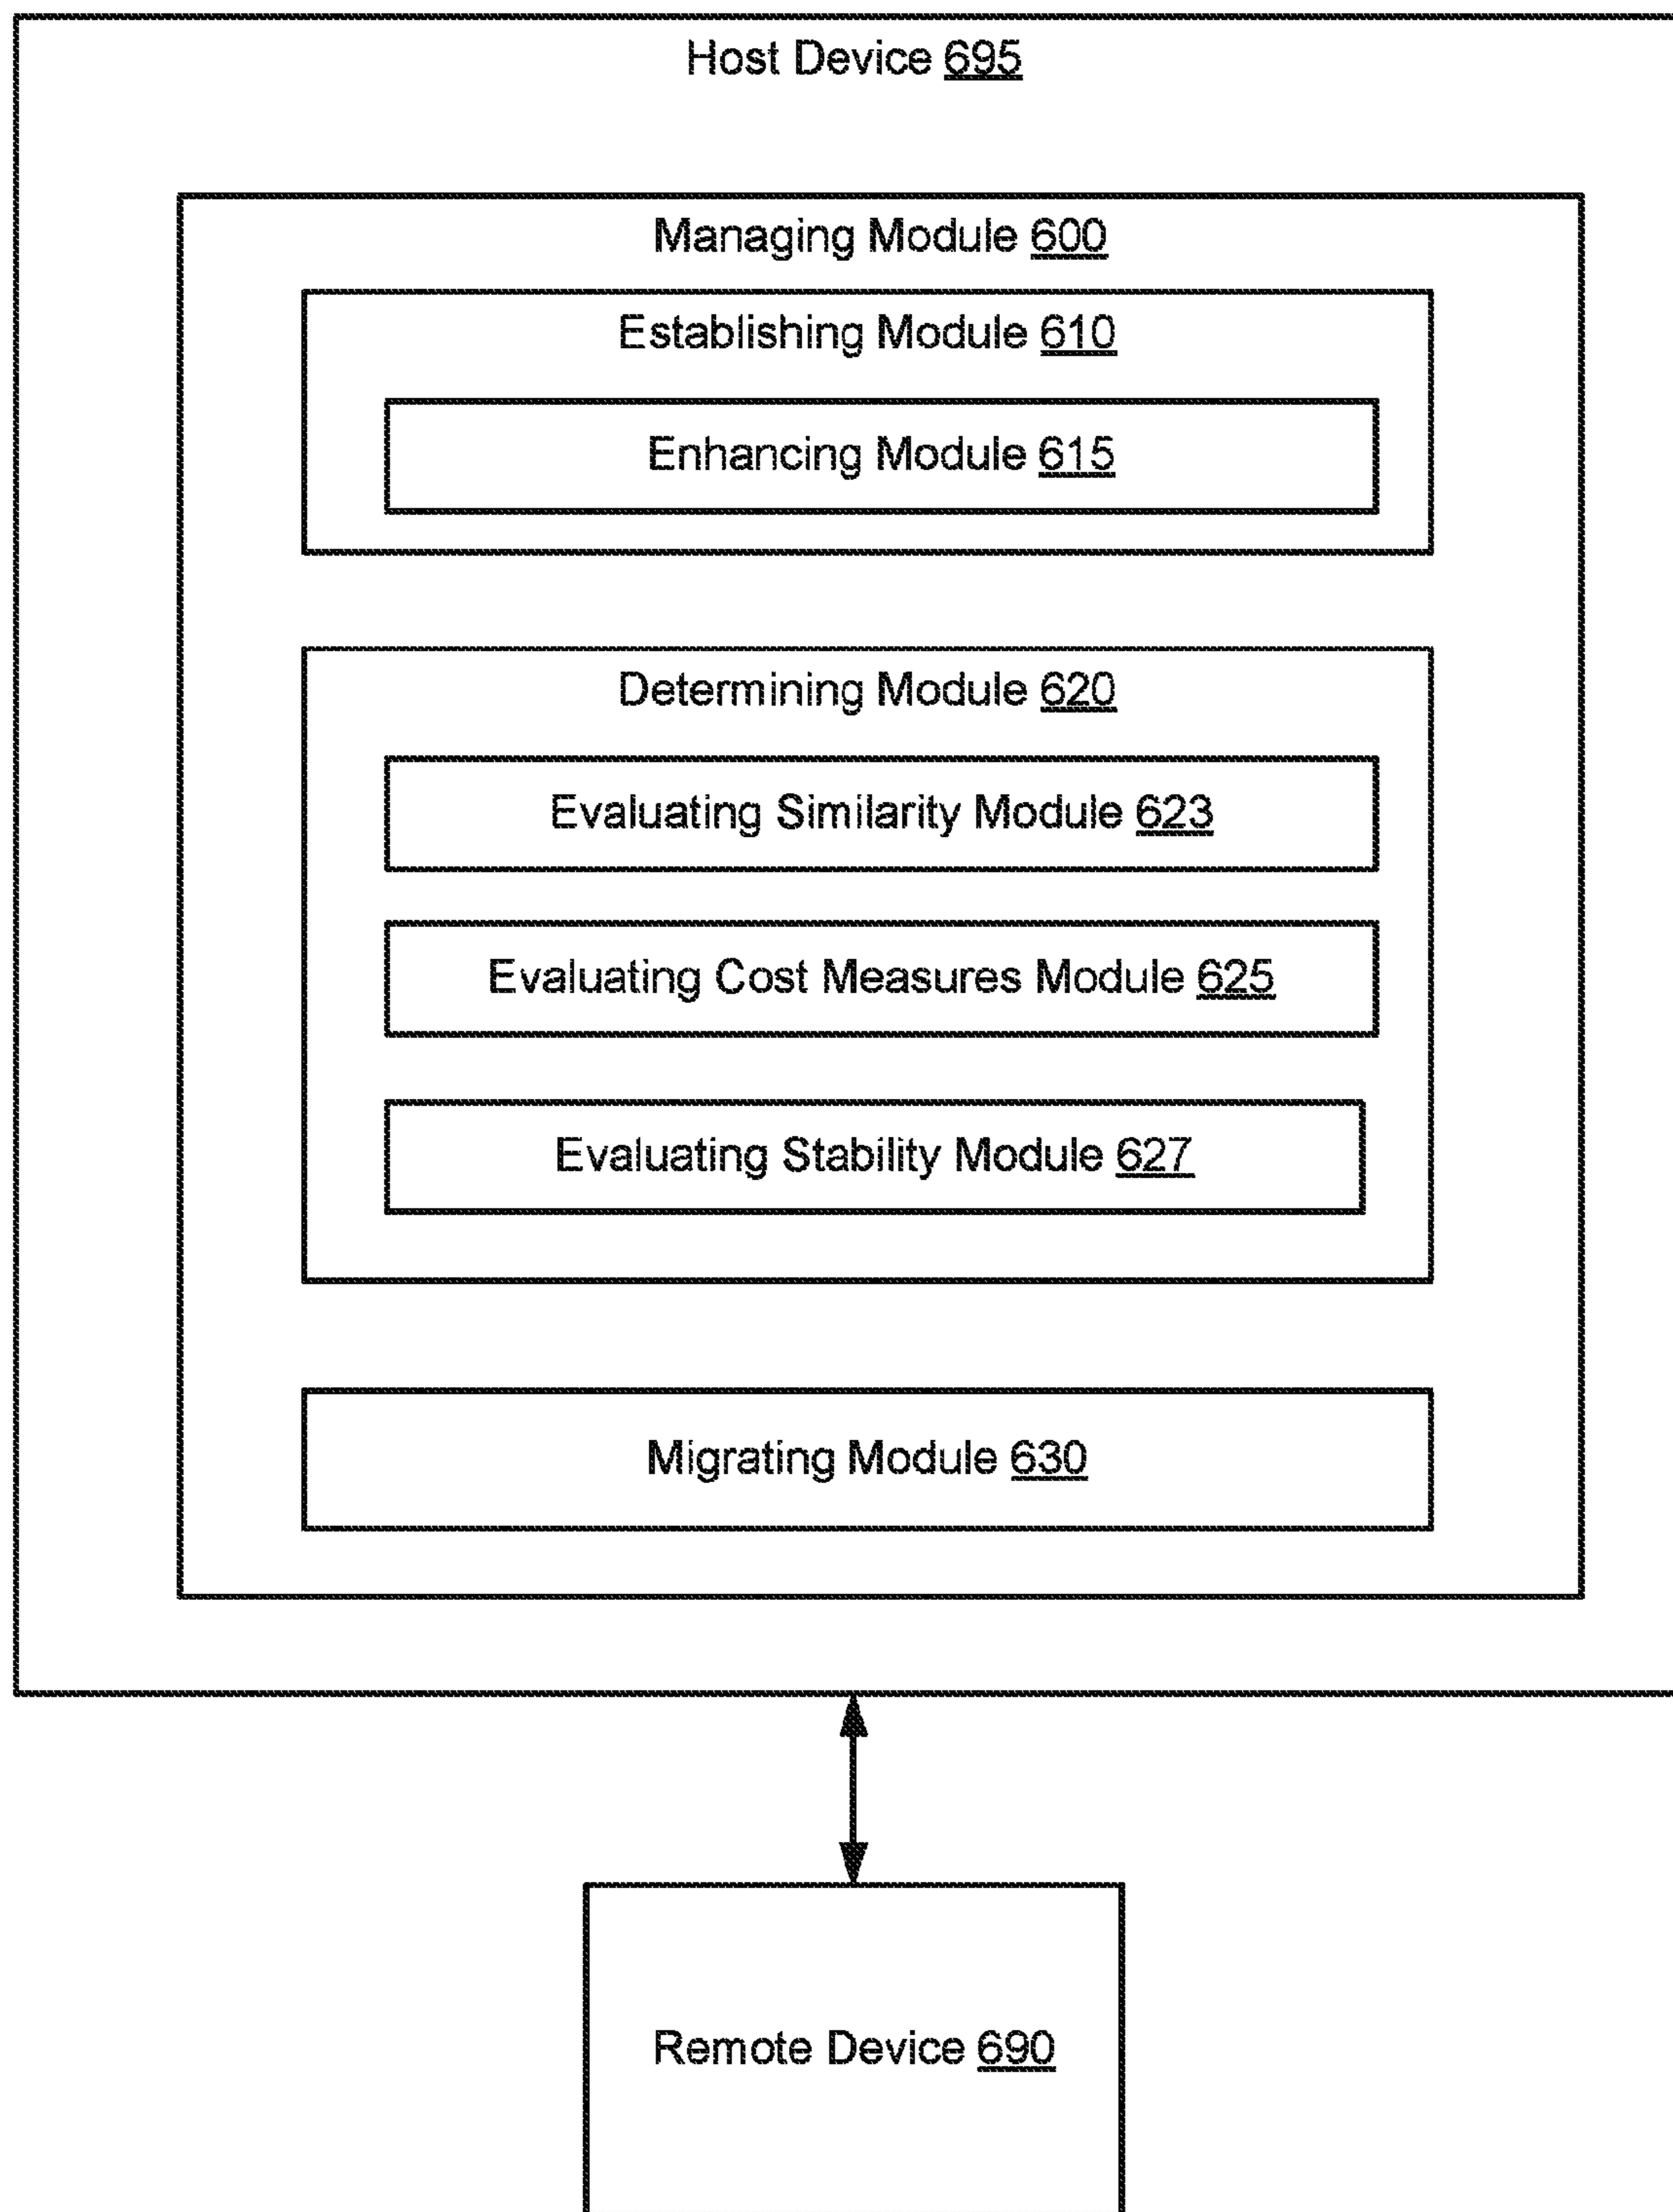 Host Device 695
Managing Module 600
Establishing Module 610
Enhancing Module 615
Determining Module 620
Evaluating Similarity Module 623
Evaluating Cost Measures Module 625
Evaluating Stability Module 627
Migrating Module 630
Remote Device 690